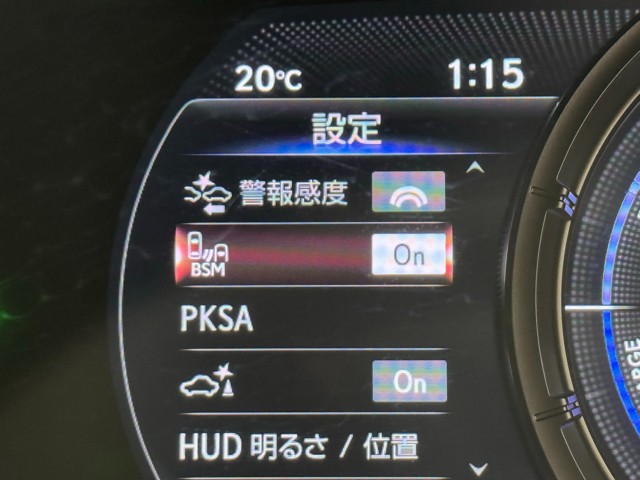 20℃ 1:15
設定
警報感度
BSM On
PKSA
On
HUD 明るさ / 位置